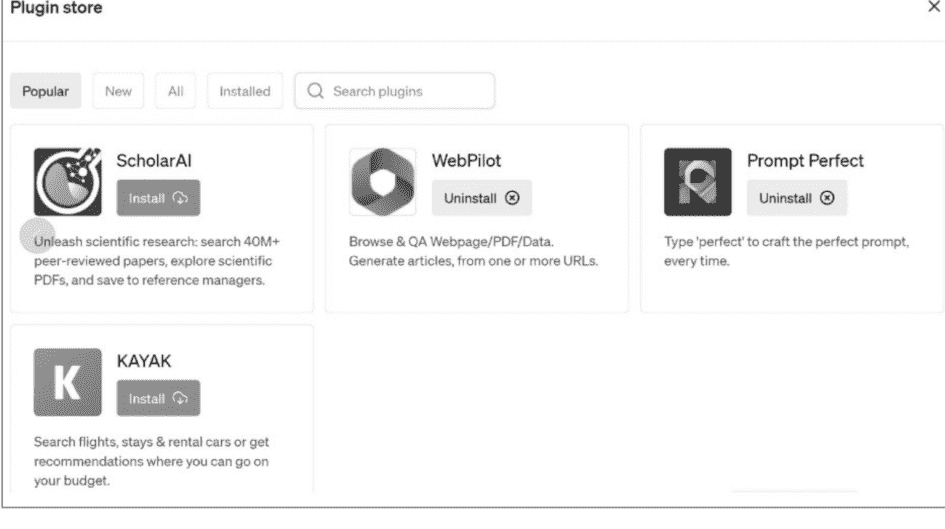 Plugin store
Popular
New
All
Installed
Search plugins
ScholarAI
Install
Unleash scientific research: search 40M+
peer-reviewed papers, explore scientific
PDFs, and save to reference managers.
WebPilot
Uninstall
Browse & QA Webpage/PDF/Data.
Generate articles, from one or more URLs.
Prompt Perfect
Uninstall
Type 'perfect' to craft the perfect prompt,
every time.
K
KAYAK
Install
Search flights, stays & rental cars or get
recommendations where you can go on
your budget.